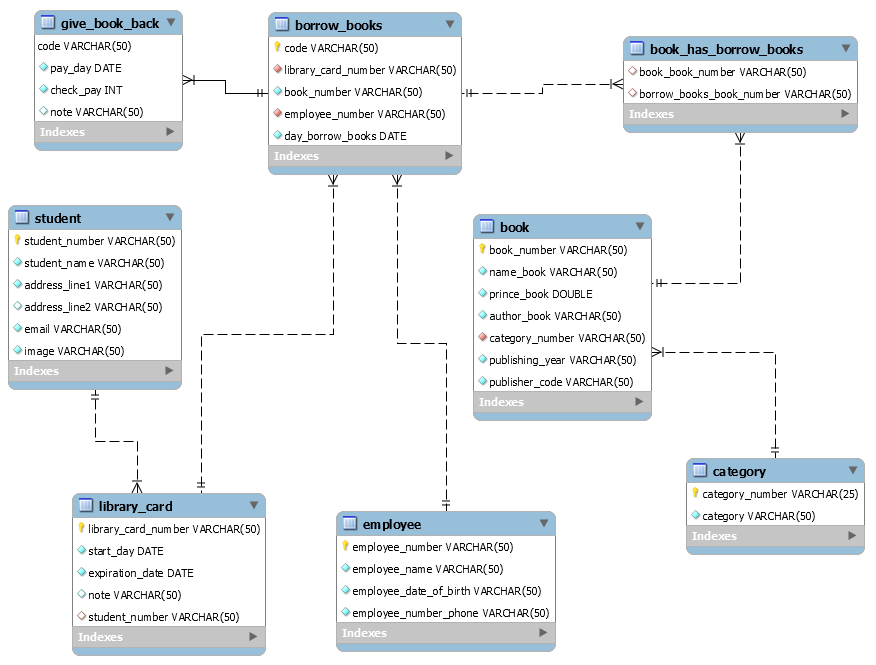 give_book_back
code VARCHAR(50)
pay_day DATE
check_pay INT
note VARCHAR(50)
Indexes
borrow_books
code VARCHAR(50)
library_card_number VARCHAR(50)
book_number VARCHAR(50)
employee_number VARCHAR(50)
day_borrow_books DATE
Indexes
book_has_borrow_books
book_book_number VARCHAR(50)
borrow_books_book_number VARCHAR(50)
Indexes
student
student_number VARCHAR(50)
student_name VARCHAR(50)
address_line1 VARCHAR(50)
address_line2 VARCHAR(50)
email VARCHAR(50)
image VARCHAR(50)
Indexes
book
book_number VARCHAR(50)
name_book VARCHAR(50)
prince_book DOUBLE
author_book VARCHAR(50)
category_number VARCHAR(50)
publishing_year VARCHAR(50)
publisher_code VARCHAR(50)
Indexes
library_card
library_card_number VARCHAR(50)
start_day DATE
expiration_date DATE
note VARCHAR(50)
student_number VARCHAR(50)
Indexes
employee
employee_number VARCHAR(50)
employee_name VARCHAR(50)
employee_date_of_birth VARCHAR(50)
employee_number_phone VARCHAR(50)
Indexes
category
category_number VARCHAR(25)
category VARCHAR(50)
Indexes